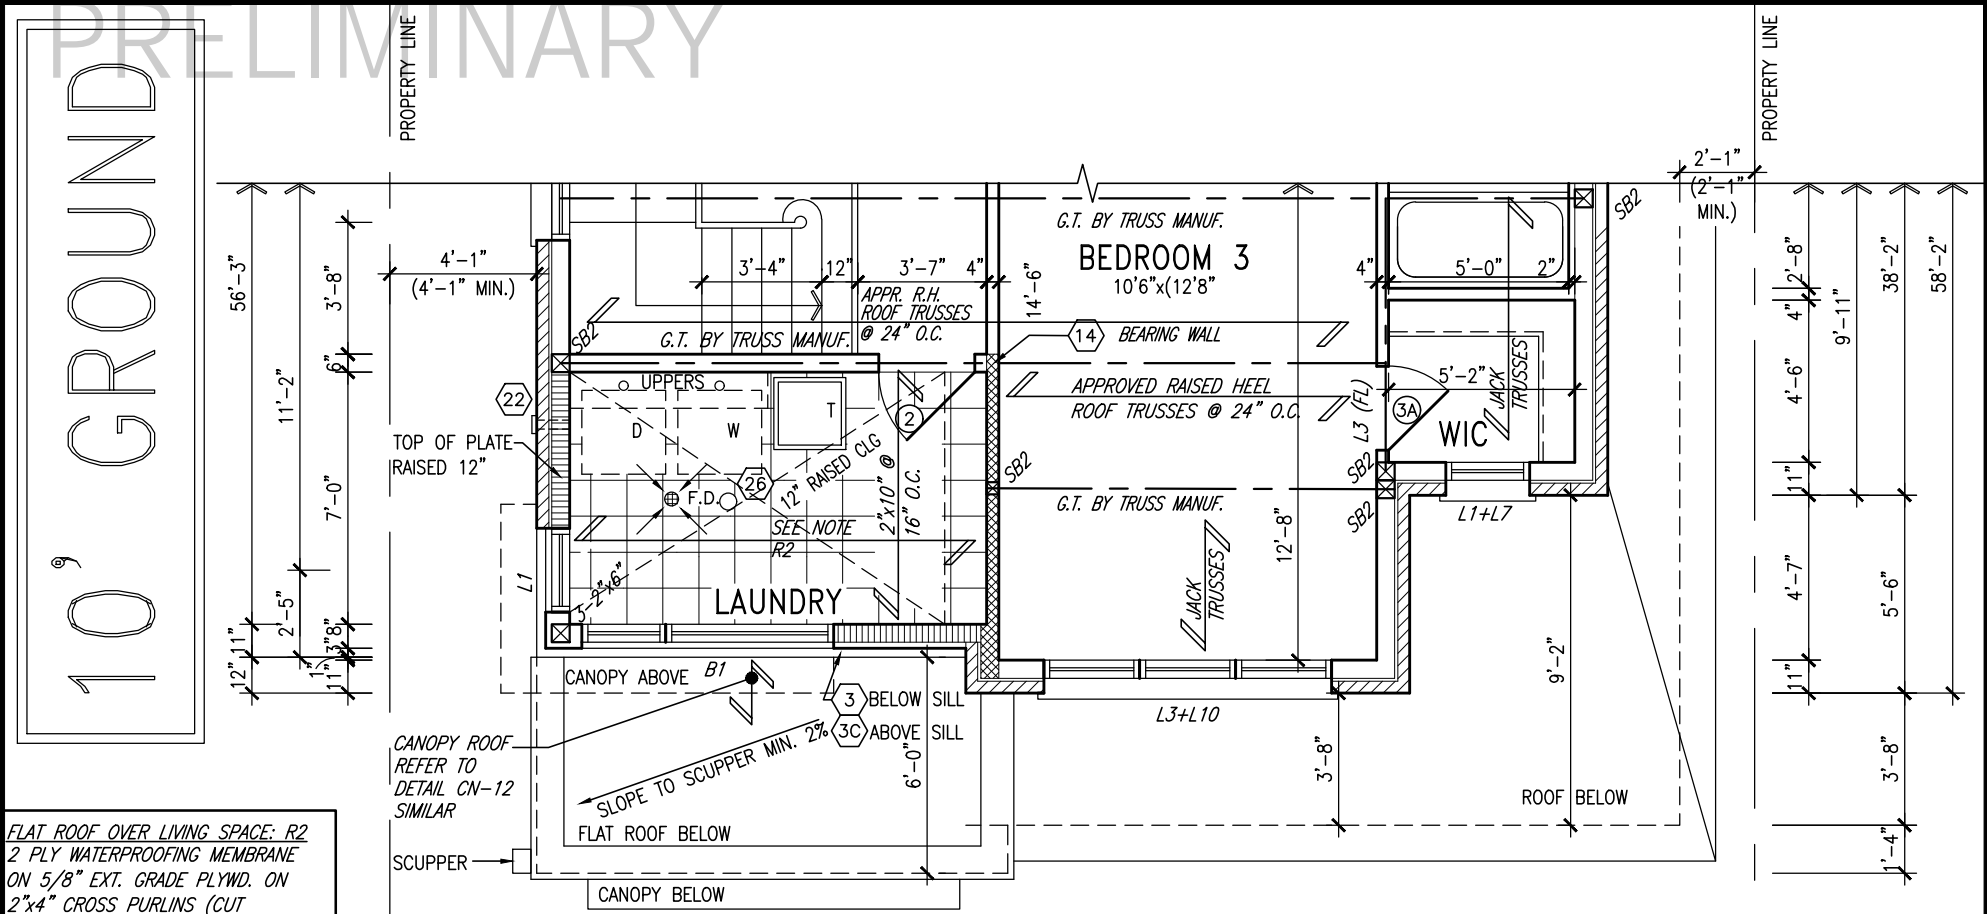 PRELIMINARY
10' GROUND
PROPERTY LINE
PROPERTY LINE
2'-1"
(2'-1"
MIN.)
SB2
G.T. BY TRUSS MANUF.
BEDROOM 3
10'6"x(12'8"
4'-1"
(4'-1" MIN.)
3'-4"
12"
3'-7"
4"
14'-6"
4"
5'-0"
2"
56'-3"
11'-2"
3'-8"
6"
7'-0"
2'-5"
11"
3"8"
12"
1"
11"
APPR. R.H.
ROOF TRUSSES
@ 24" O.C.
SB2
G.T. BY TRUSS MANUF.
14
BEARING WALL
APPROVED RAISED HEEL
ROOF TRUSSES @ 24" O.C.
L3 (FL)
5'-2"
JACK
TRUSSES
3A
WIC
22
UPPERS
D
W
T
2
TOP OF PLATE
RAISED 12"
F.D.
26
12" RAISED CLG
2"x10" @
16" O.C.
SEE NOTE
R2
SB2
SB2
SB2
G.T. BY TRUSS MANUF.
L1+L7
L1
3-2"x6"
LAUNDRY
JACK
TRUSSES
12'-8"
CANOPY ABOVE
B1
3
BELOW SILL
3C
ABOVE SILL
L3+L10
CANOPY ROOF
REFER TO
DETAIL CN-12
SIMILAR
SLOPE TO SCUPPER MIN. 2%
6'-0"
3'-8"
9'-2"
FLAT ROOF BELOW
ROOF BELOW
SCUPPER
CANOPY BELOW
2'-8"
4"
4'-6"
11"
4'-7"
11"
9'-11"
38'-2"
5'-6"
3'-8"
1'-4"
58'-2"
FLAT ROOF OVER LIVING SPACE: R2
2 PLY WATERPROOFING MEMBRANE
ON 5/8" EXT. GRADE PLYWD. ON
2"x4" CROSS PURLINS (CUT